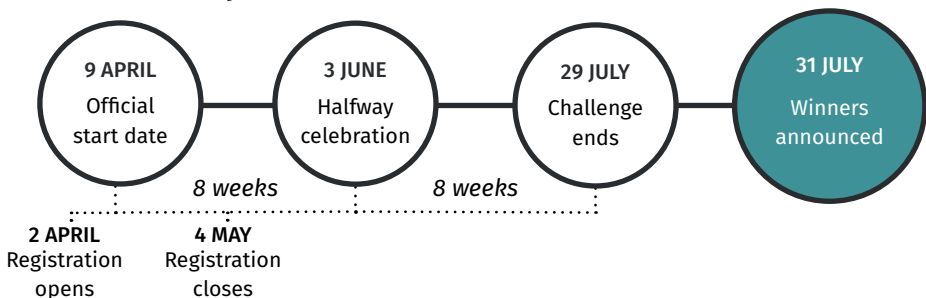 9 APRIL
Official
start date
3 JUNE
Halfway
celebration
29 JULY
Challenge
ends
31 JULY
Winners
announced
8 weeks
8 weeks
2 APRIL
Registration
opens
4 MAY
Registration
closes